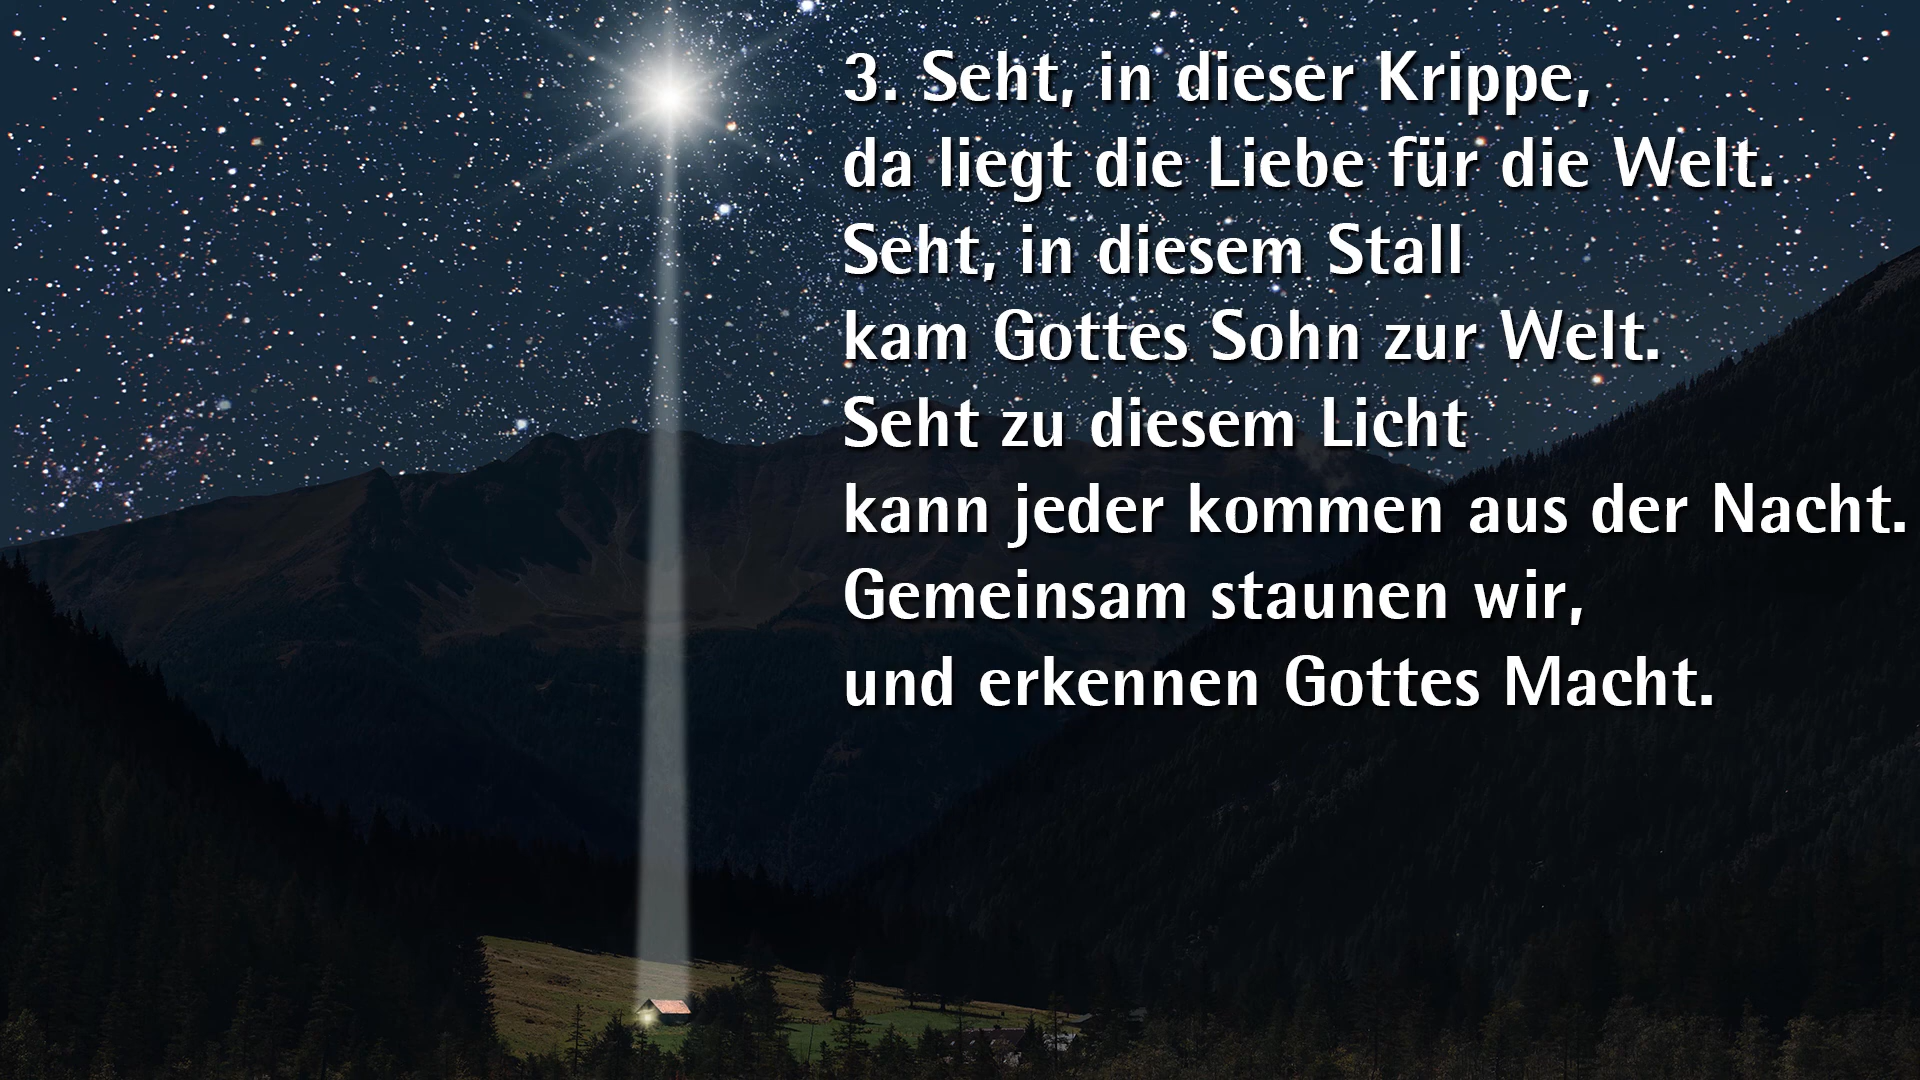 3. Seht, in dieser Krippe,
da liegt die Liebe für die Welt.
Seht, in diesem Stall
kam Gottes Sohn zur Welt.
Seht zu diesem Licht
kann jeder kommen aus der Nacht.
Gemeinsam staunen wir,
und erkennen Gottes Macht.